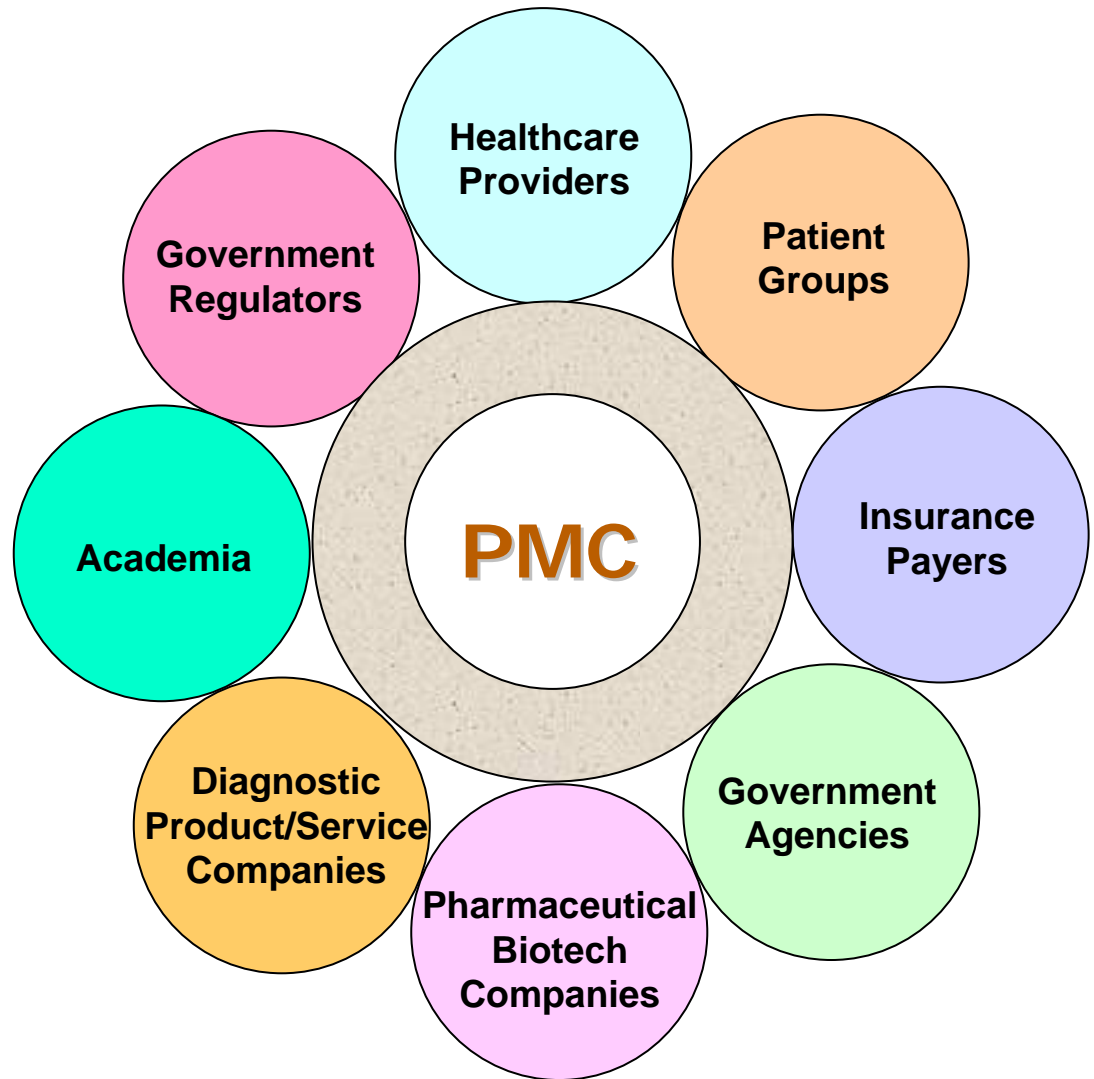 Healthcare
Providers
Patient
Groups
Insurance
Payers
Government
Agencies
Pharmaceutical
Biotech
Companies
Diagnostic
Product/Service
Companies
Academia
Government
Regulators
PMC